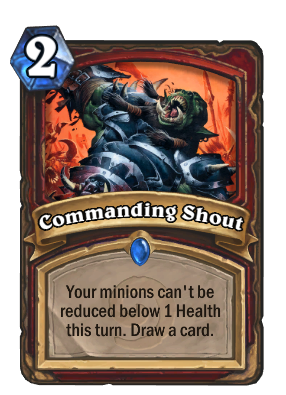 2
Commanding Shout
Your minions can't be
reduced below 1 Health
this turn. Draw a card.